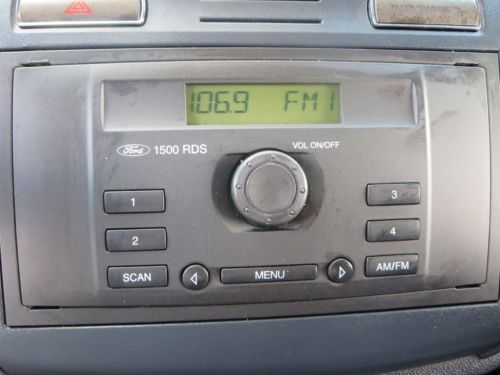 106.9 FM1
Ford 1500 RDS
VOL ON/OFF
1
3
2
4
SCAN
MENU
AM/FM